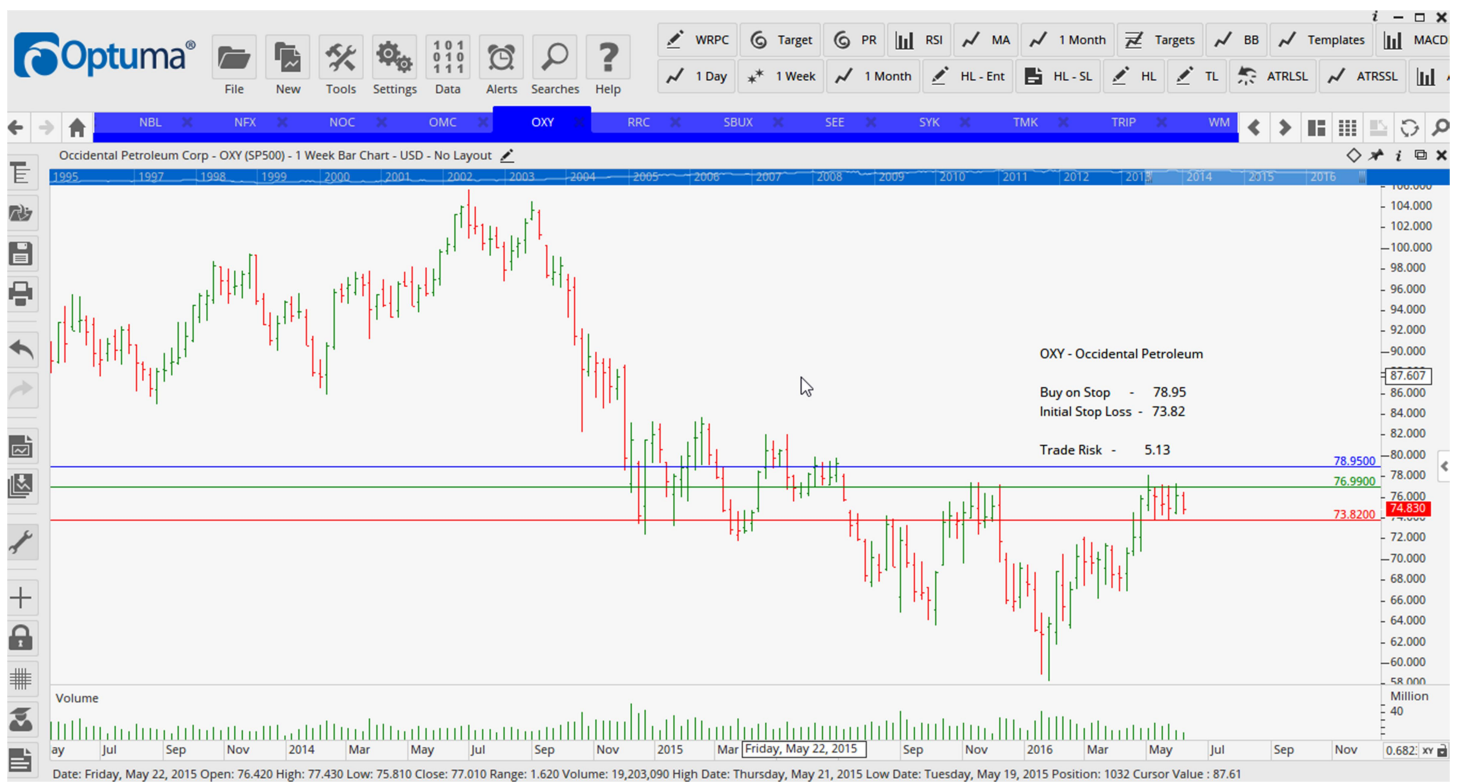 i
Optuma®
File New Tools Settings Data Alerts Searches Help
WRPC Target PR RSI MA 1 Month Targets BB Templates MACD
1 Day 1 Week 1 Month HL - Ent HL - SL HL TL ATRLSL ATRSSL
NBL NFX NOC OMC OXY RRC SBUX SEE SYK TMK TRIP WM
Occidental Petroleum Corp - OXY (SP500) - 1 Week Bar Chart - USD - No Layout
1995 1997 1998 1999 2000 2001 2002 2003 2004 2005 2006 2007 2008 2009 2010 2011 2012 2013 2014 2015 2016
106.000
104.000
102.000
100.000
98.000
96.000
94.000
92.000
90.000
87.607
86.000
84.000
82.000
80.000
78.000
76.000
74.830
74.000
72.000
70.000
68.000
66.000
64.000
62.000
60.000
58.000
OXY - Occidental Petroleum
Buy on Stop - 78.95
Initial Stop Loss - 73.82
Trade Risk - 5.13
78.9500
76.9900
73.8200
Volume
Million
40
ay Jul Sep Nov 2014 Mar May Jul Sep Nov 2015 Mar Friday, May 22, 2015 Sep Nov 2016 Mar May Jul Sep Nov 0.682 XY
Date: Friday, May 22, 2015 Open: 76.420 High: 77.430 Low: 75.810 Close: 77.010 Range: 1.620 Volume: 19,203,090 High Date: Thursday, May 21, 2015 Low Date: Tuesday, May 19, 2015 Position: 1032 Cursor Value : 87.61